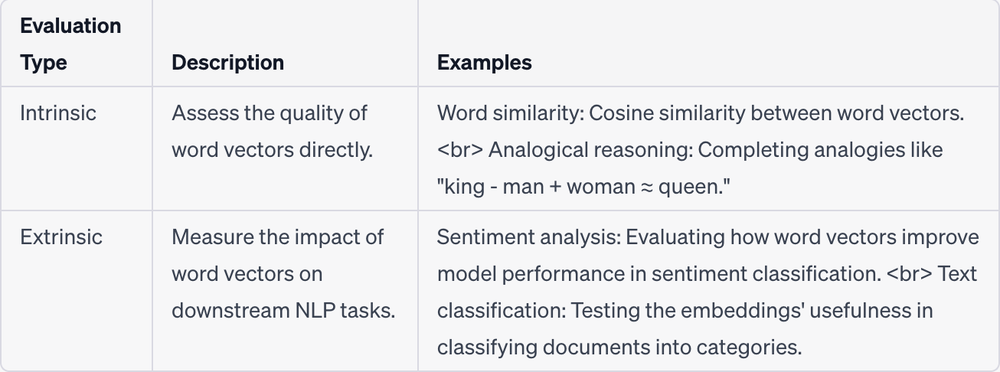 Evaluation
Type
Description
Examples
Intrinsic
Assess the quality of
word vectors directly.
Word similarity: Cosine similarity between word vectors.
<br> Analogical reasoning: Completing analogies like
"king - man + woman ≈ queen."
Extrinsic
Measure the impact of
word vectors on
downstream NLP tasks.
Sentiment analysis: Evaluating how word vectors improve
model performance in sentiment classification. <br> Text
classification: Testing the embeddings' usefulness in
classifying documents into categories.